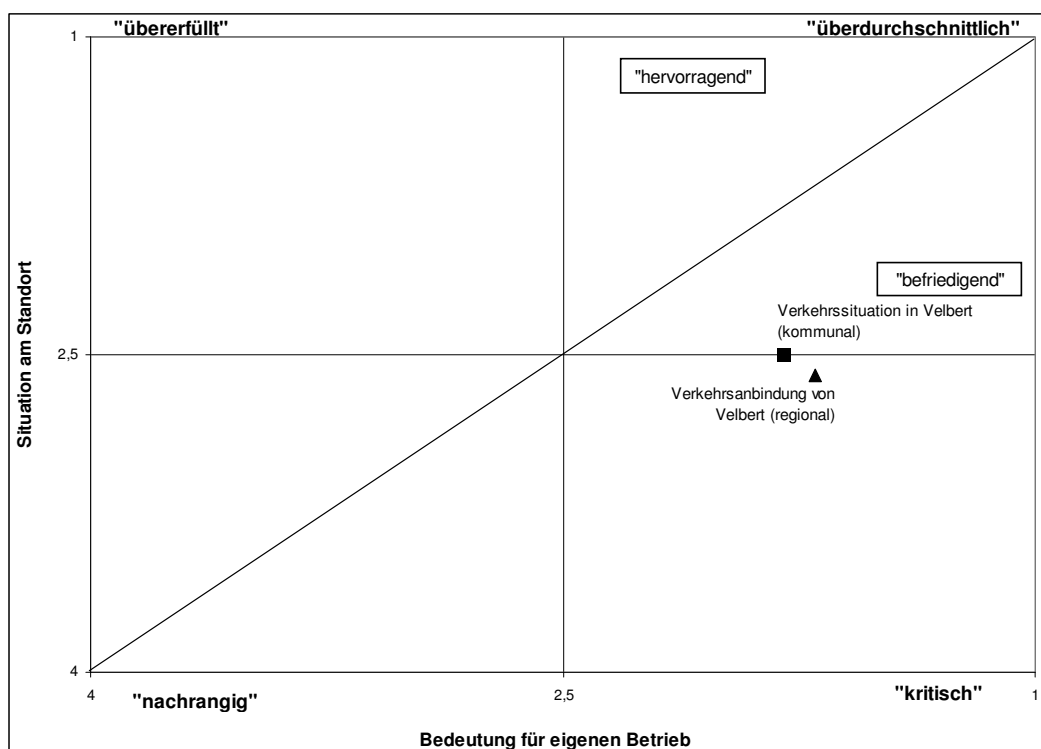 "übererfüllt"
"überdurchschnittlich"
1
"hervorragend"
"befriedigend"
Verkehrssituation in Velbert
(kommunal)
2,5
Verkehrsanbindung von
Velbert (regional)
Situation am Standort
4
4
"nachrangig"
2,5
"kritisch"
1
Bedeutung für eigenen Betrieb